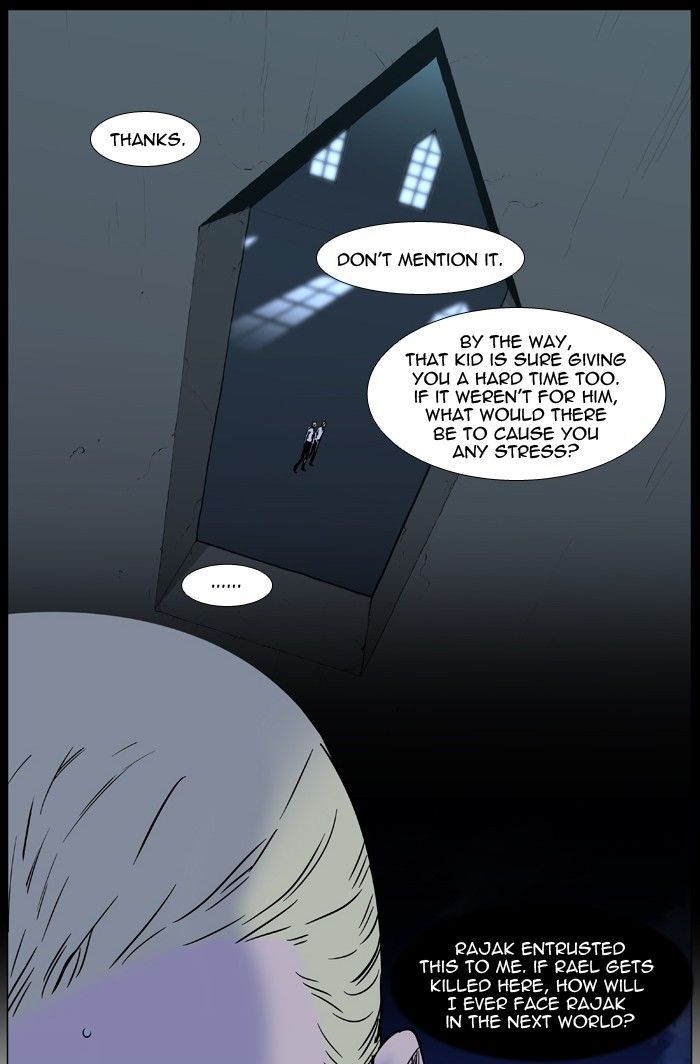 THANKS.
DON'T MENTION IT.
BY THE WAY,
THAT KID IS SURE GIVING
YOU A HARD TIME TOO.
IF IT WEREN'T FOR HIM,
WHAT WOULD THERE
BE TO CAUSE YOU
ANY STRESS?
......
RAJAK ENTRUSTED
THIS TO ME. IF RAEL GETS
KILLED HERE, HOW WILL
I EVER FACE RAJAK
IN THE NEXT WORLD?